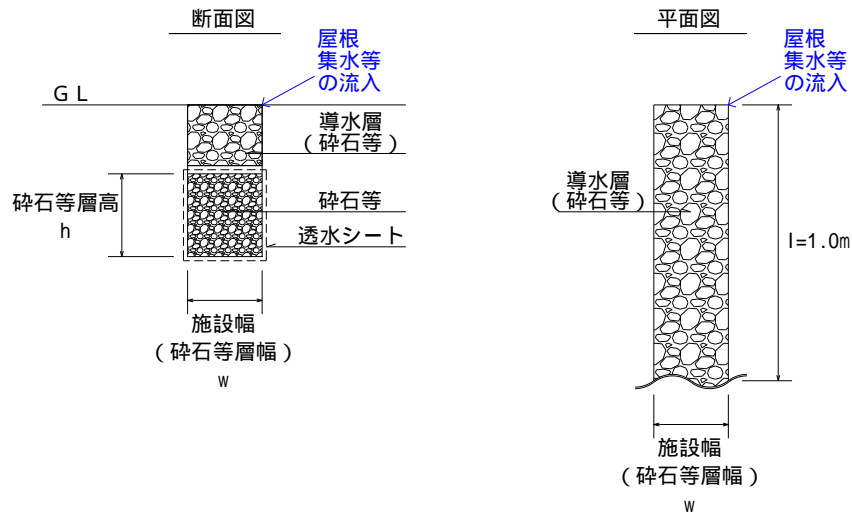 断面図
屋根
集水等
の流入
ＧＬ
導水層
（砕石等）
砕石等層高
h
砕石等
透水シート
施設幅
（砕石等層幅）
w
平面図
屋根
集水等
の流入
導水層
（砕石等）
l=1.0m
施設幅
（砕石等層幅）
w